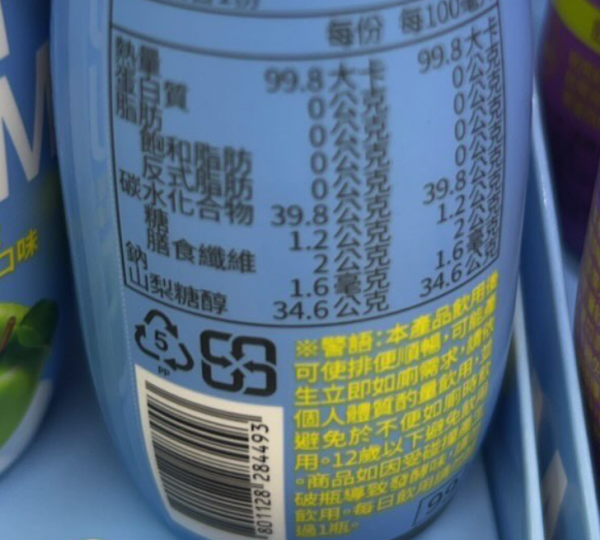 每份 每100毫
熱量 99.8大卡 99.8大卡
蛋白質 0公克 0公克
脂肪 0公克 0公克
飽和脂肪 0公克 0公克
反式脂肪 0公克 0公克
碳水化合物 39.8公克 39.8公克
糖 1.2公克 1.2公克
膳食纖維 2公克 2公克
鈉 1.6毫克 1.6毫克
山梨糖醇 34.6公克 34.6公克
5
PP
※警語:本產品飲用後
可使排便順暢,可能產
生立即如廁需求,請依
個人體質酌量飲用,並
避免於不便如廁時飲
用。12歲以下避免飲
。商品如因受碰撞
破瓶導致發酵味,
飲用。每日飲用請
過1瓶。
801128 284493
口味
M